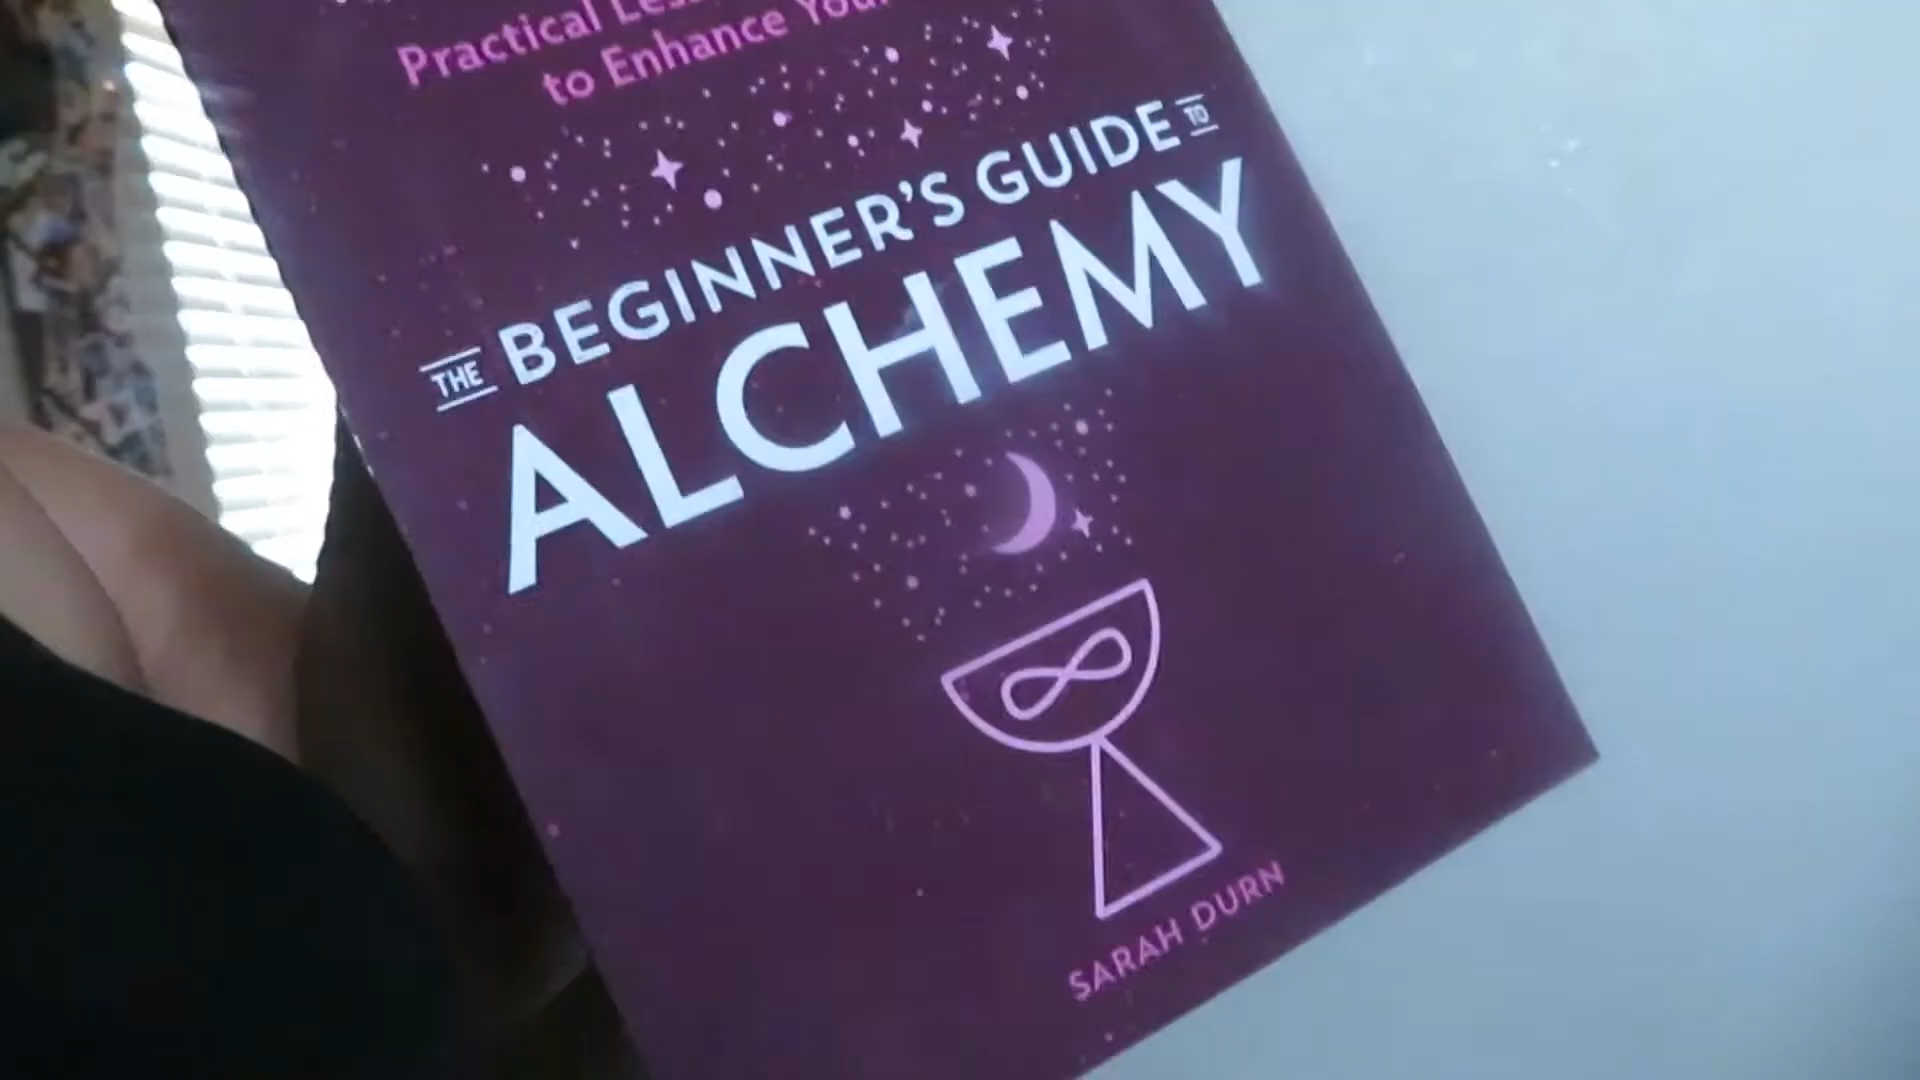 Practical
to Enhance
THE BEGINNER'S GUIDE TO
ALCHEMY
SARAH DURN